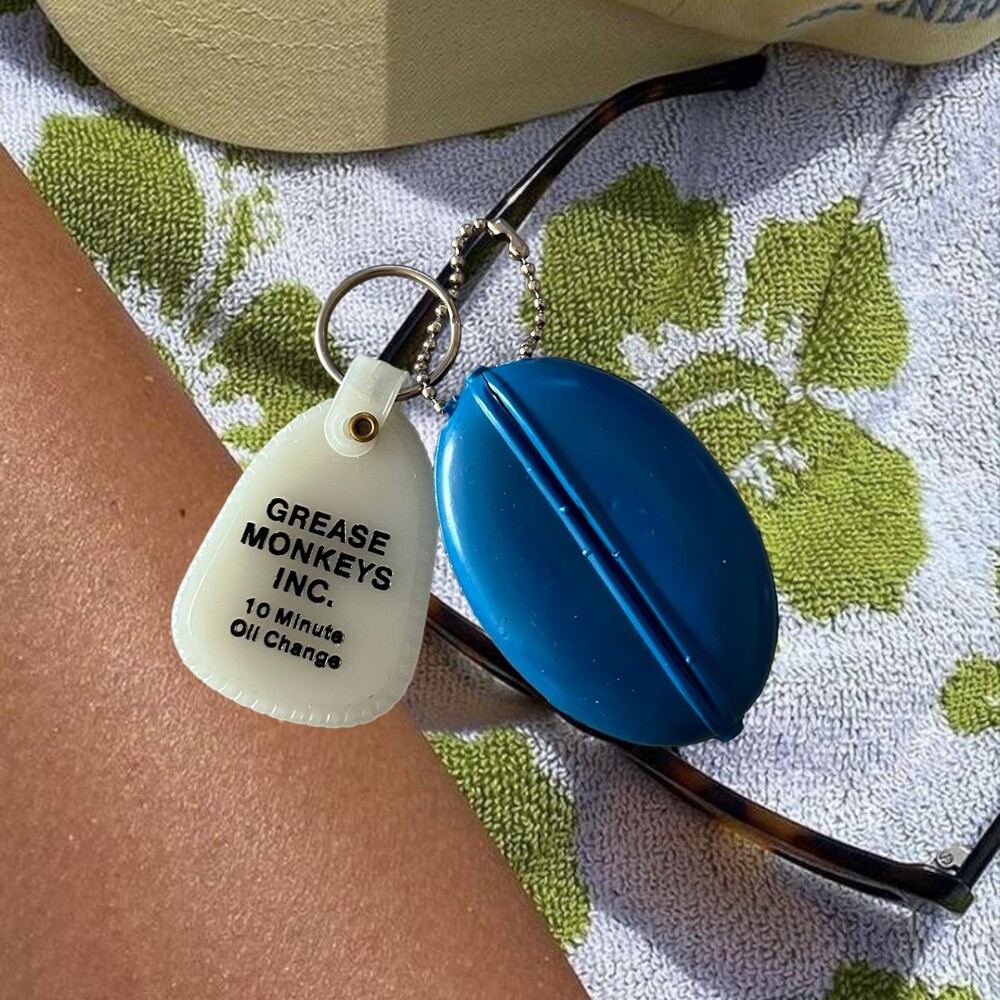 GREASE
MONKEYS
INC.
10 Minute
Oil Change